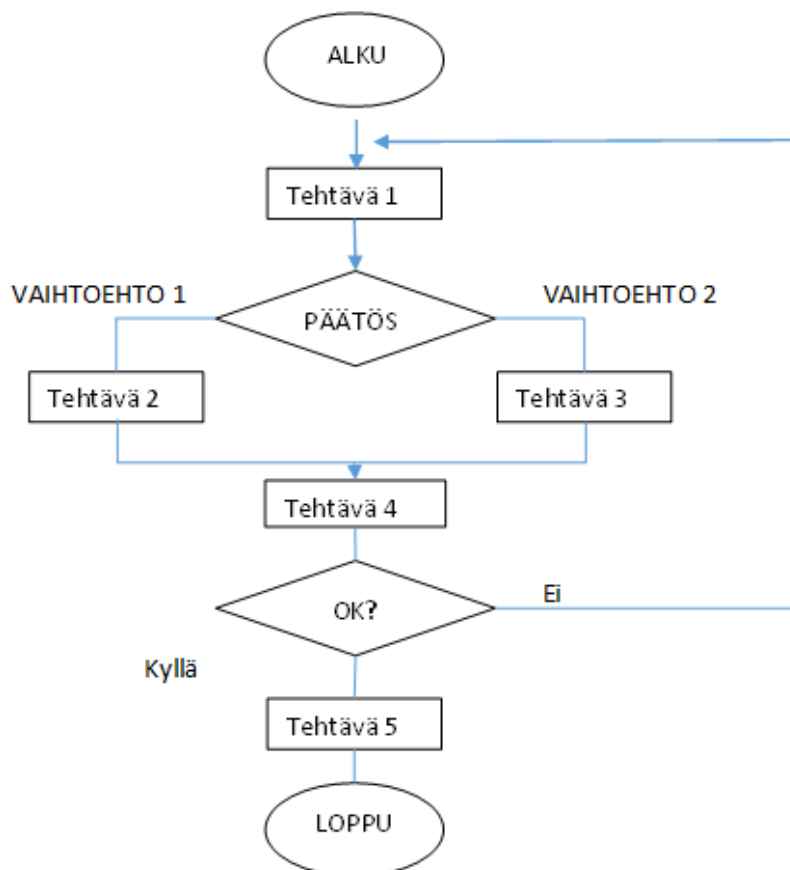 ALKU
Tehtävä 1
VAIHTOEHTO 1
PÄÄTÖS
VAIHTOEHTO 2
Tehtävä 2
Tehtävä 3
Tehtävä 4
OK?
Ei
Kyllä
Tehtävä 5
LOPPU